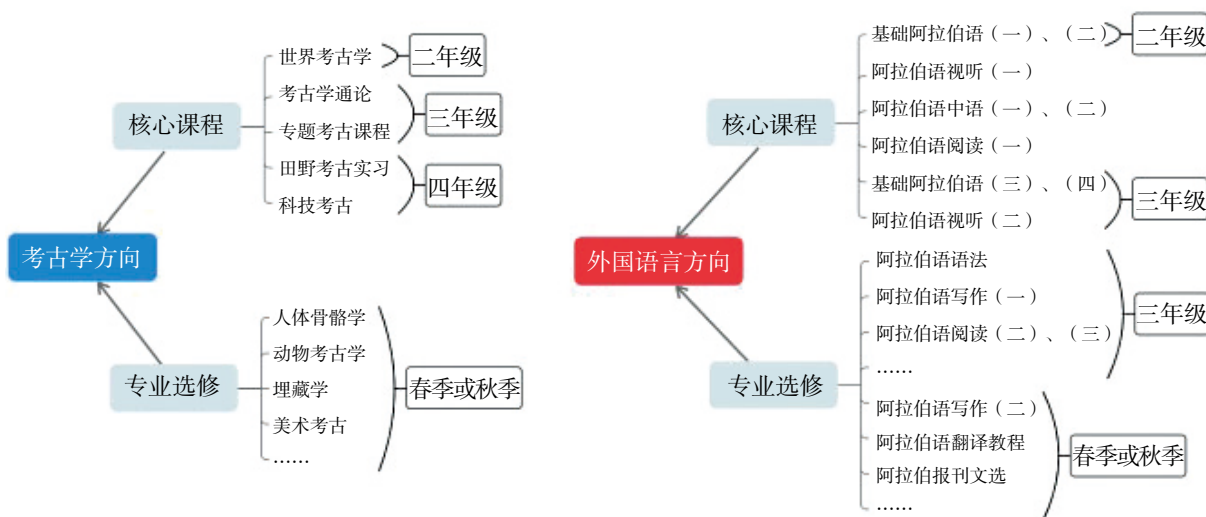 世界考古学
二年级
考古学通论
核心课程
三年级
专题考古课程
田野考古实习
四年级
科技考古
考古学方向
人体骨骼学
动物考古学
专业选修
埋藏学
春季或秋季
美术考古
......
基础阿拉伯语（一）、（二）
二年级
阿拉伯语视听（一）
核心课程
阿拉伯语中语（一）、（二）
阿拉伯语阅读（一）
基础阿拉伯语（三）、（四）
三年级
阿拉伯语视听（二）
外国语言方向
阿拉伯语语法
阿拉伯语写作（一）
三年级
阿拉伯语阅读（二）、（三）
......
专业选修
阿拉伯语写作（二）
阿拉伯语翻译教程
春季或秋季
阿拉伯报刊文选
......